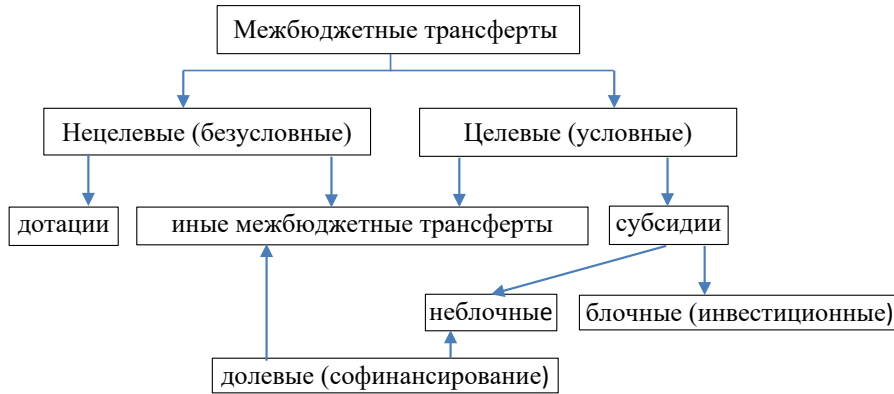 Межбюджетные трансферты
Нецелевые (безусловные)
Целевые (условные)
дотации
иные межбюджетные трансферты
субсидии
неблочные
блочные (инвестиционные)
долевые (софинансирование)